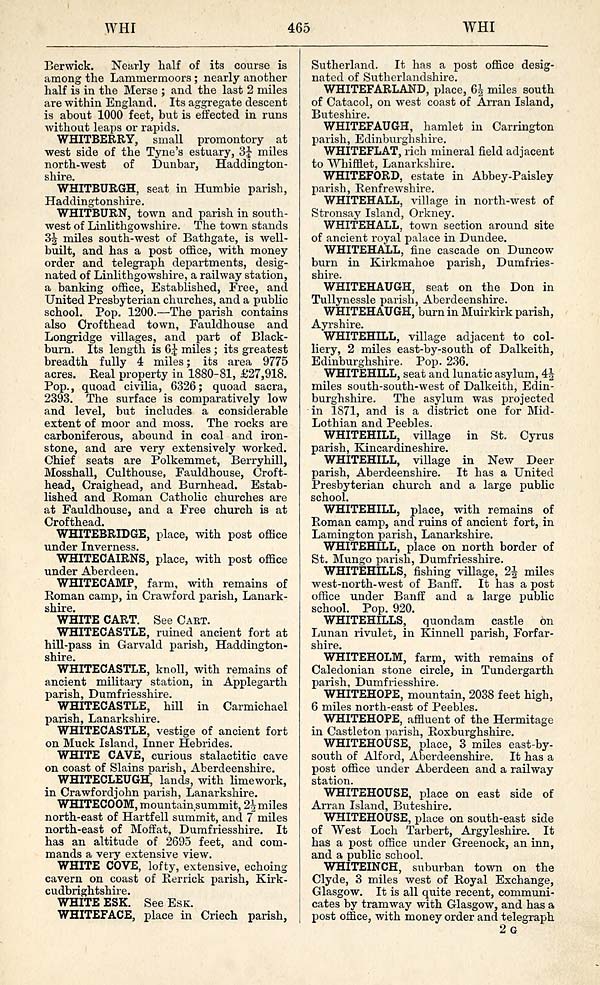 WHI 465 WHI
Berwick. Nearly half of its course is
among the Lammermoors; nearly another
half is in the Merse; and the last 2 miles
are within England. Its aggregate descent
is about 1000 feet, but is effected in runs
without leaps or rapids.
WHITBERRY, small promontory at
west side of the Tyne's estuary, 3¾ miles
north-west of Dunbar, Haddington-
shire.
WHITBURGH, seat in Humbie parish,
Haddingtonshire.
WHITBURN, town and parish in south-
west of Linlithgowshire. The town stands
3½ miles south-west of Bathgate, is well-
built, and has a post office, with money
order and telegraph departments, desig-
nated of Linlithgowshire, a railway station,
a banking office, Established, Free, and
United Presbyterian churches, and a public
school. Pop. 1200.—The parish contains
also Crofthead town, Fauldhouse and
Longridge villages, and part of Black-
burn. Its length is 6¼ miles; its greatest
breadth fully 4 miles; its area 9775
acres. Real property in 1880-81, £27,918.
Pop., quoad civilia, 6326; quoad sacra,
2393. The surface is comparatively low
and level, but includes a considerable
extent of moor and moss. The rocks are
carboniferous, abound in coal and iron-
stone, and are very extensively worked.
Chief seats are Polkemmet, Berryhill,
Mosshall, Culthouse, Fauldhouse, Croft-
head, Craighead, and Burnhead. Estab-
lished and Roman Catholic churches are
at Fauldhouse, and a Free church is at
Crofthead.
WHITEBRIDGE, place, with post office
under Inverness.
WHITECAIRNS, place, with post office
under Aberdeen.
WHITECAMP, farm, with remains of
Roman camp, in Crawford parish, Lanark-
shire.
WHITE CART. See CART.
WHITECASTLE, ruined ancient fort at
hill-pass in Garvald parish, Haddington-
shire.
WHITECASTLE, knoll, with remains of
ancient military station, in Applegarth
parish, Dumfriesshire.
WHITECASTLE, hill in Carmichael
parish, Lanarkshire.
WHITECASTLE, vestige of ancient fort
on Muck Island, Inner Hebrides.
WHITE CAVE, curious stalactitic cave
on coast of Slains parish, Aberdeenshire.
WHITECLEUGH, lands, with limework,
in Crawfordjohn parish, Lanarkshire.
WHITECOOM, mountain summit, 2½ miles
north-east of Hartfell summit, and 7 miles
north-east of Moffat, Dumfriesshire. It
has an altitude of 2695 feet, and com-
mands a very extensive view.
WHITE COVE, lofty, extensive, echoing
cavern on coast of Rerrick parish, Kirk-
cudbrightshire.
WHITE ESK. See ESK.
WHITEFACE, place in Criech parish,
Sutherland. It has a post office desig-
nated of Sutherlandshire.
WHITEFARLAND, place, 6½ miles south
of Catacol, on west coast of Arran Island,
Buteshire.
WHITEFAUGH, hamlet in Carrington
parish, Edinburghshire.
WHITEFLAT, rich mineral field adjacent
to Whifflet, Lanarkshire.
WHITEFORD, estate in Abbey-Paisley
parish, Renfrewshire.
WHITEHALL, village in north-west of
Stronsay Island, Orkney.
WHITEHALL, town section around site
of ancient royal palace in Dundee.
WHITEHALL, fine cascade on Duncow
burn in Kirkmahoe parish, Dumfries-
shire.
WHITEHAUGH, seat on the Don in
Tullynessle parish, Aberdeenshire.
WHITEHAUGH, burn in Muirkirk parish,
Ayrshire.
WHITEHILL, village adjacent to col-
liery, 2 miles east-by-south of Dalkeith,
Edinburghshire. Pop. 236.
WHITEHILL, seat and lunatic asylum, 4½
miles south-south-west of Dalkeith, Edin-
burghshire. The asylum was projected
in 1871, and is a district one for Mid-
Lothian and Peebles.
WHITEHILL, village in St. Cyrus
parish, Kincardineshire.
WHITEHILL, village in New Deer
parish, Aberdeenshire. It has a United
Presbyterian church and a large public
school.
WHITEHILL, place, with remains of
Roman camp, and ruins of ancient fort, in
Lamington parish, Lanarkshire.
WHITEHILL, place on north border of
St. Mungo parish, Dumfriesshire.
WHITEHILLS, fishing village, 2½ miles
west-north-west of Banff. It has a post
office under Banff and a large public
school. Pop. 920.
WHITEHILLS, quondam castle on
Lunan rivulet, in Kinnell parish, Forfar-
shire.
WHITEHOLM, farm, with remains of
Caledonian stone circle, in Tundergarth
parish, Dumfriesshire.
WHITEHOPE, mountain, 2038 feet high,
6 miles north-east of Peebles.
WHITEHOPE, affluent of the Hermitage
in Castleton parish, Roxburghshire.
WHITEHOUSE, place, 3 miles east-by-
south of Alford, Aberdeenshire. It has a
post office under Aberdeen and a railway
station.
WHITEHOUSE, place on east side of
Arran Island, Buteshire.
WHITEHOUSE, place on south-east side
of West Loch Tarbert, Argyleshire. It
has a post office under Greenock, an inn,
and a public school.
WHITEINCH, suburban town on the
Clyde, 3 miles west of Royal Exchange,
Glasgow. It is all quite recent, communi-
cates by tramway with Glasgow, and has a
post office, with money order and telegraph
2 G